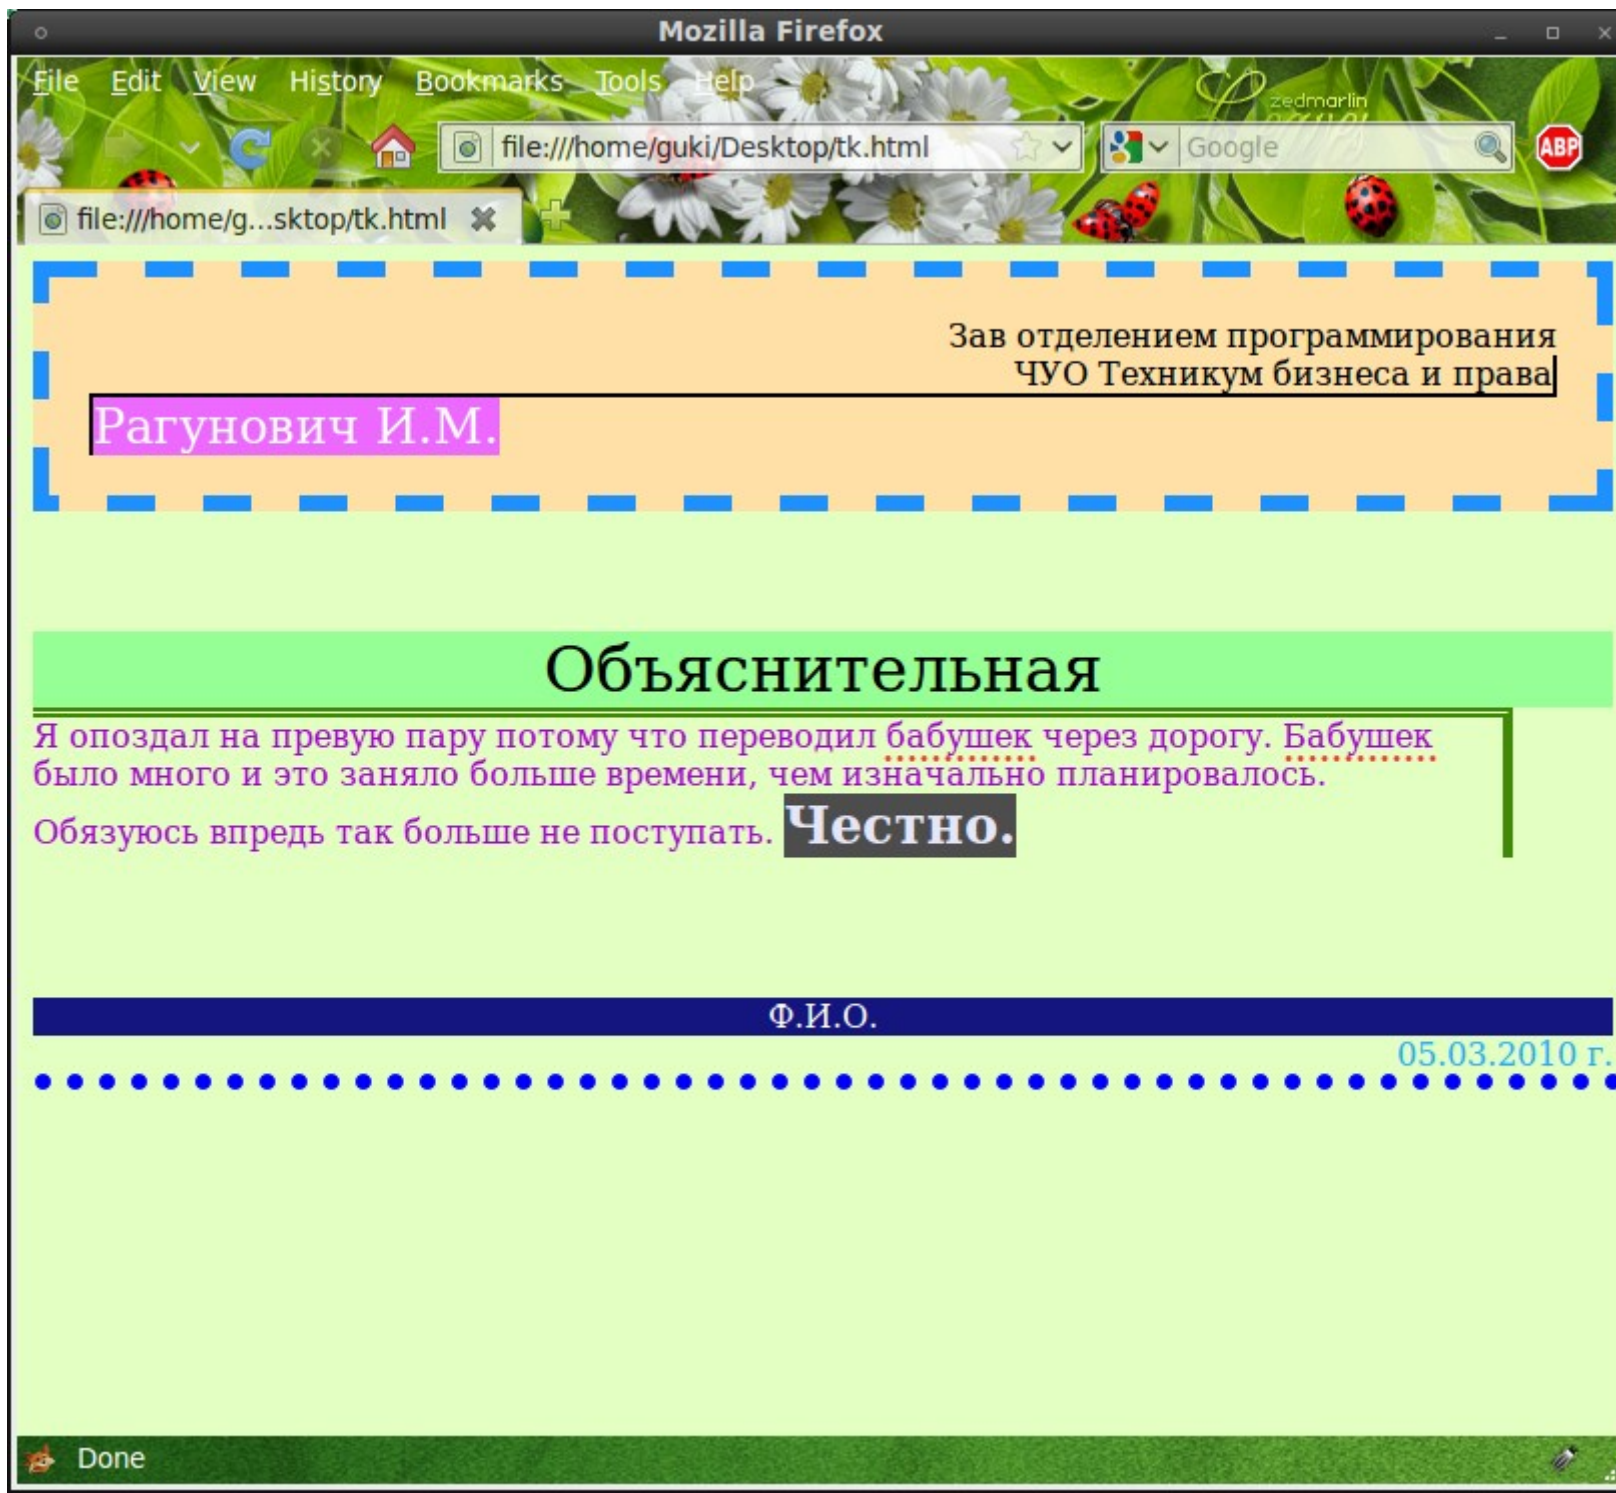 Mozilla Firefox
File Edit View History Bookmarks Tools Help
zedmarlin
file:///home/guki/Desktop/tk.html Google ABP
file:///home/g...sktop/tk.html
Зав отделением программирования
ЧУО Техникум бизнеса и права
Рагунович И.М.
Объяснительная
Я опоздал на превую пару потому что переводил бабушек через дорогу. Бабушек
было много и это заняло больше времени, чем изначально планировалось.
Обязуюсь впредь так больше не поступать. Честно.
Ф.И.О.
05.03.2010 г.
Done